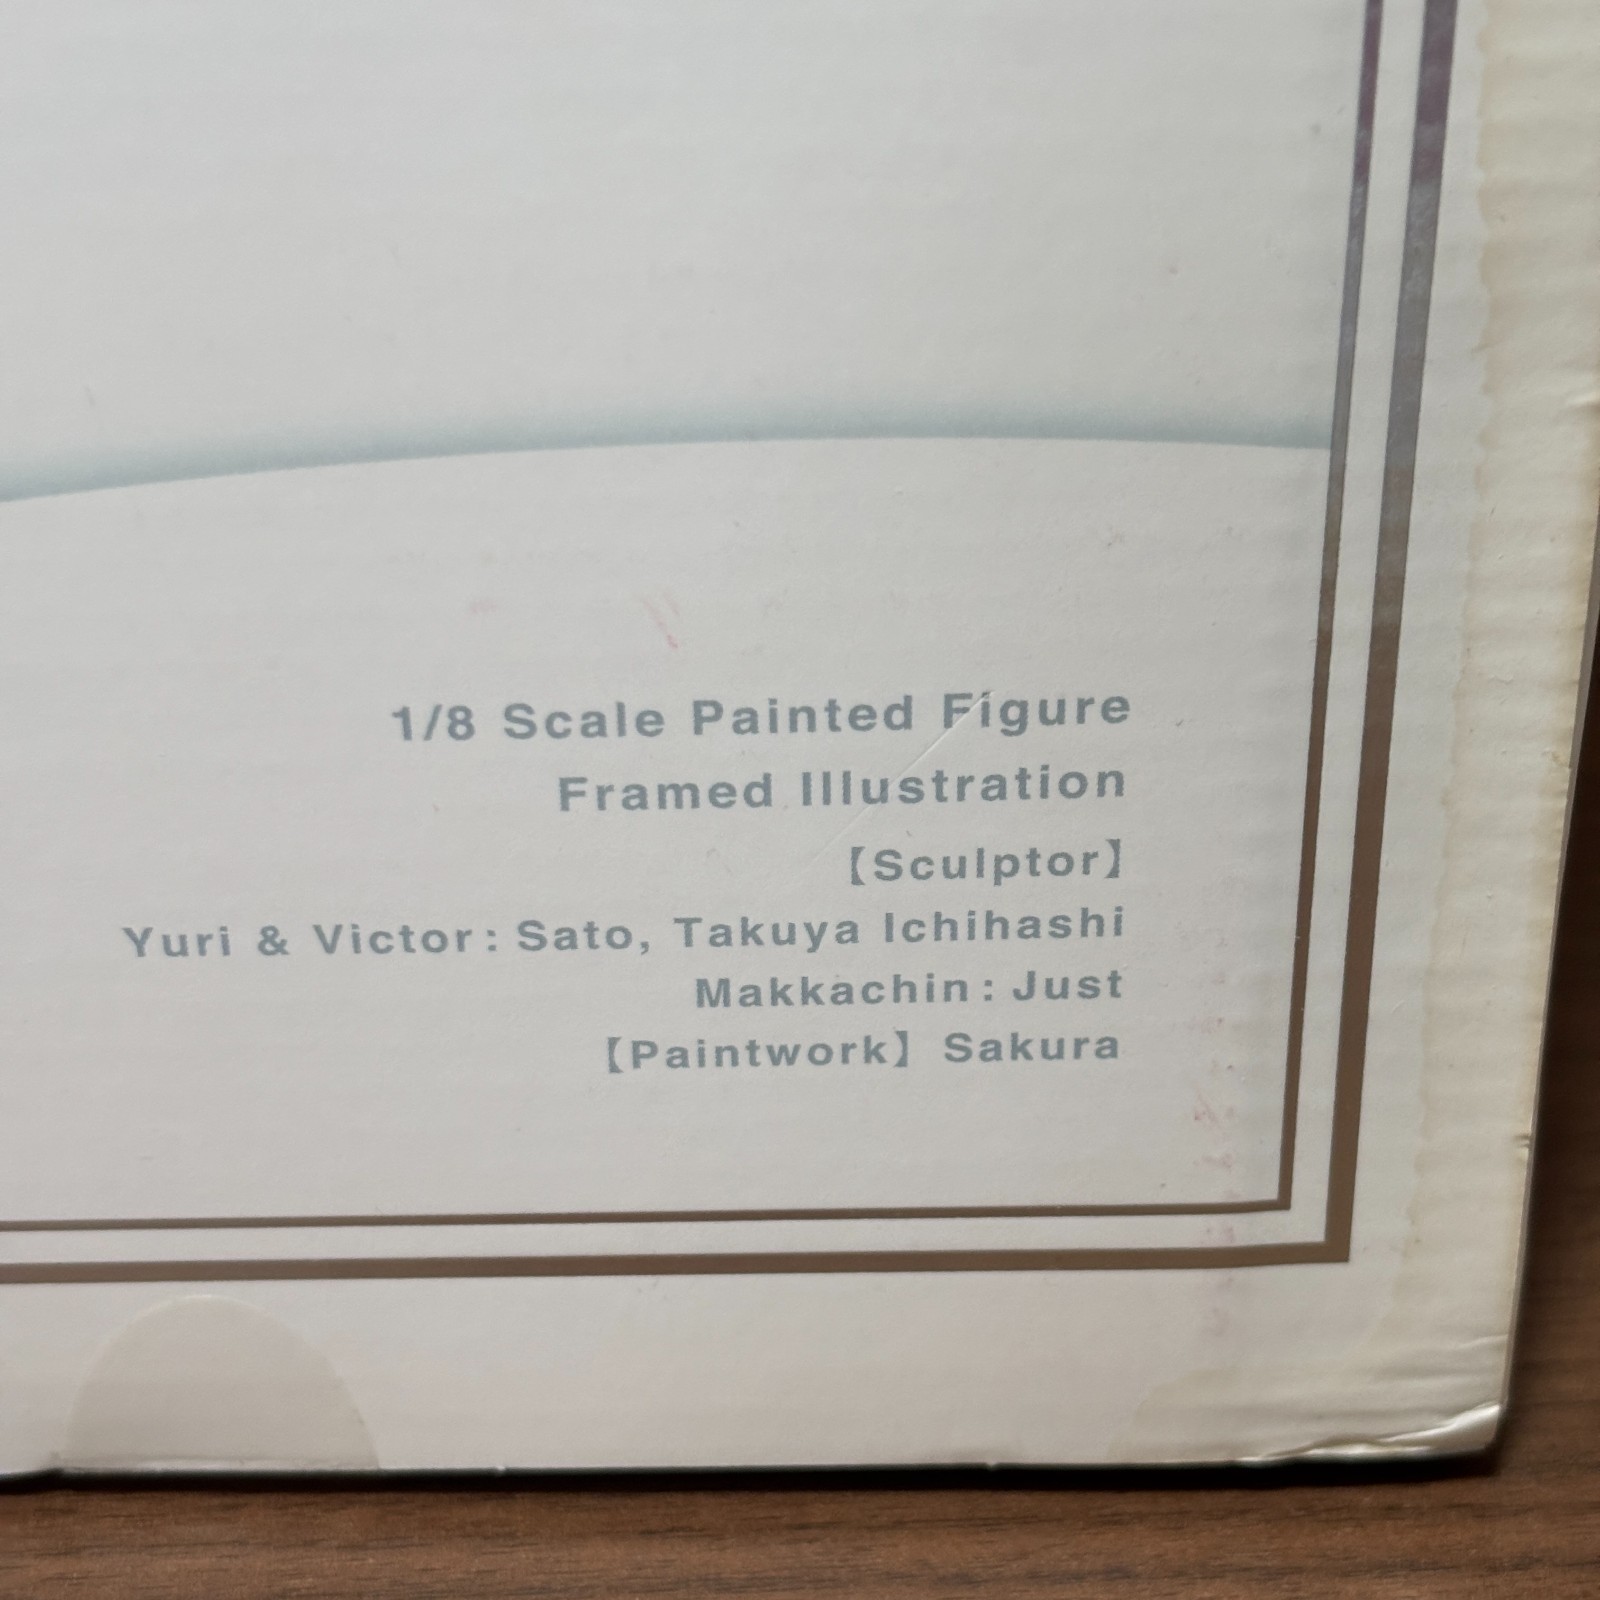 1/8 Scale Painted Figure
Framed Illustration
【Sculptor】
Yuri & Victor: Sato, Takuya Ichihashi
Makkachin: Just
【Paintwork】 Sakura